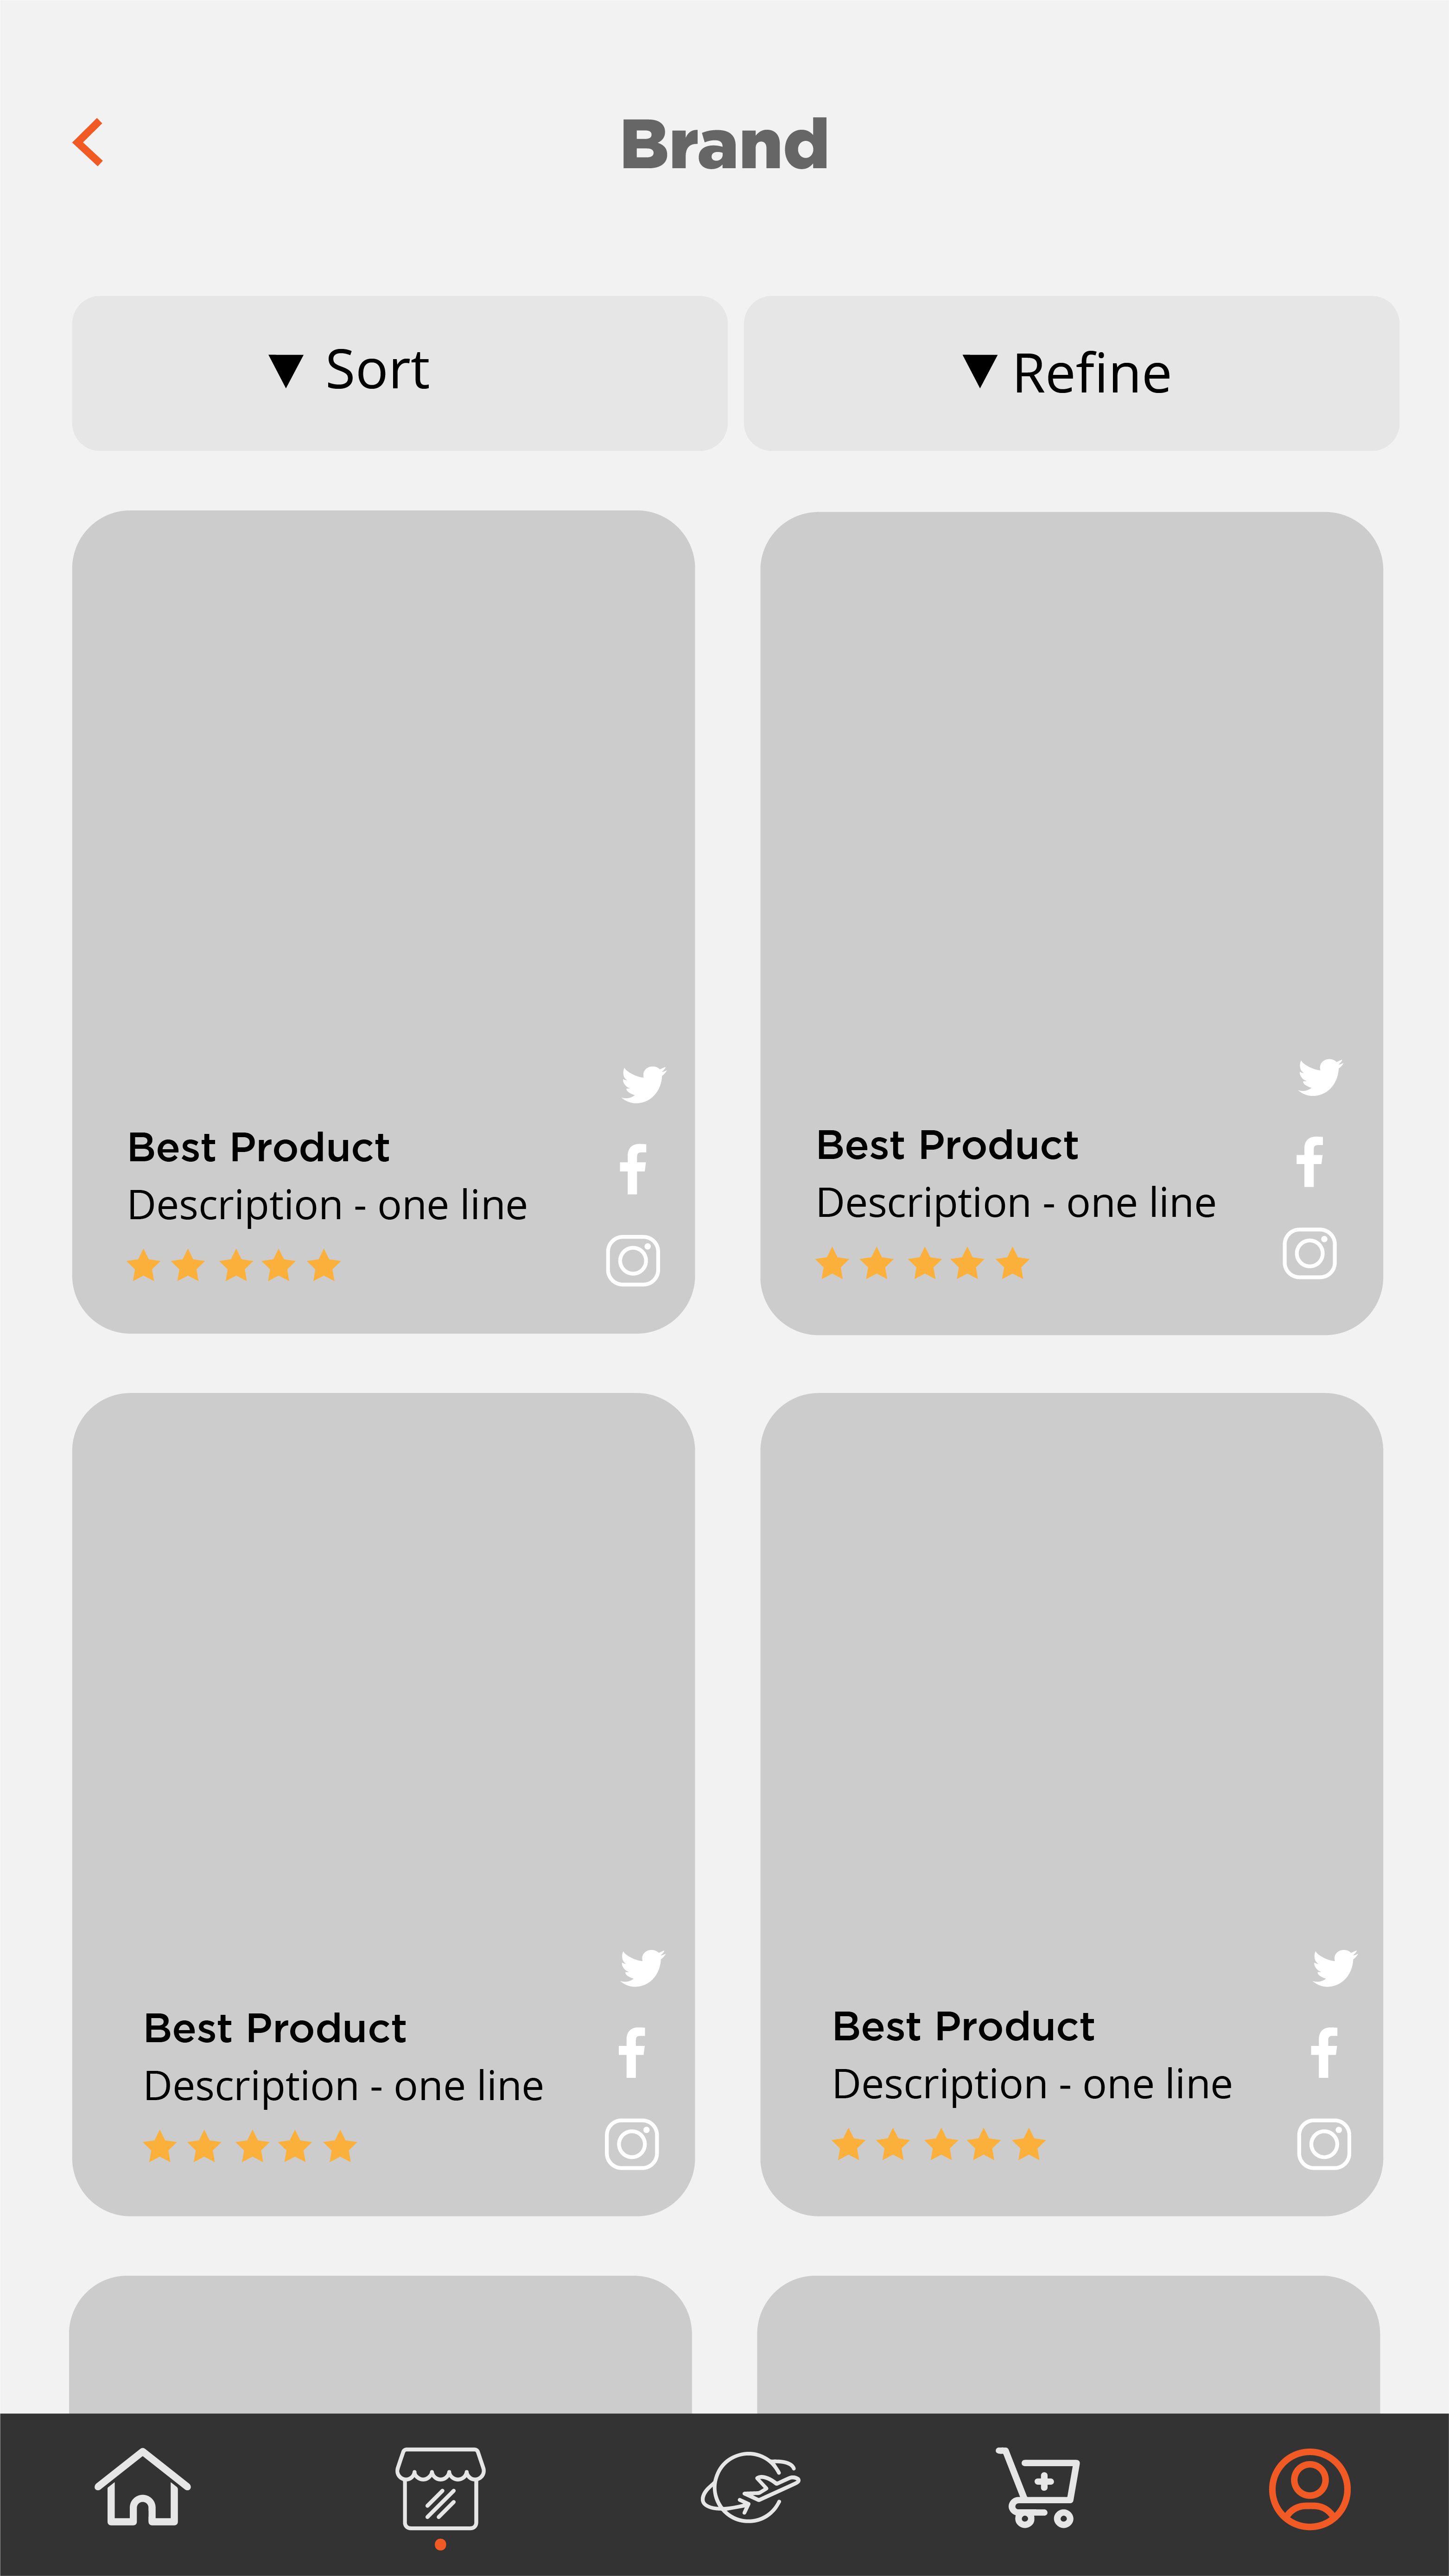 Brand
Sort
Refine
Best Product
Description - one line
Best Product
Description - one line
Best Product
Description - one line
Best Product
Description - one line